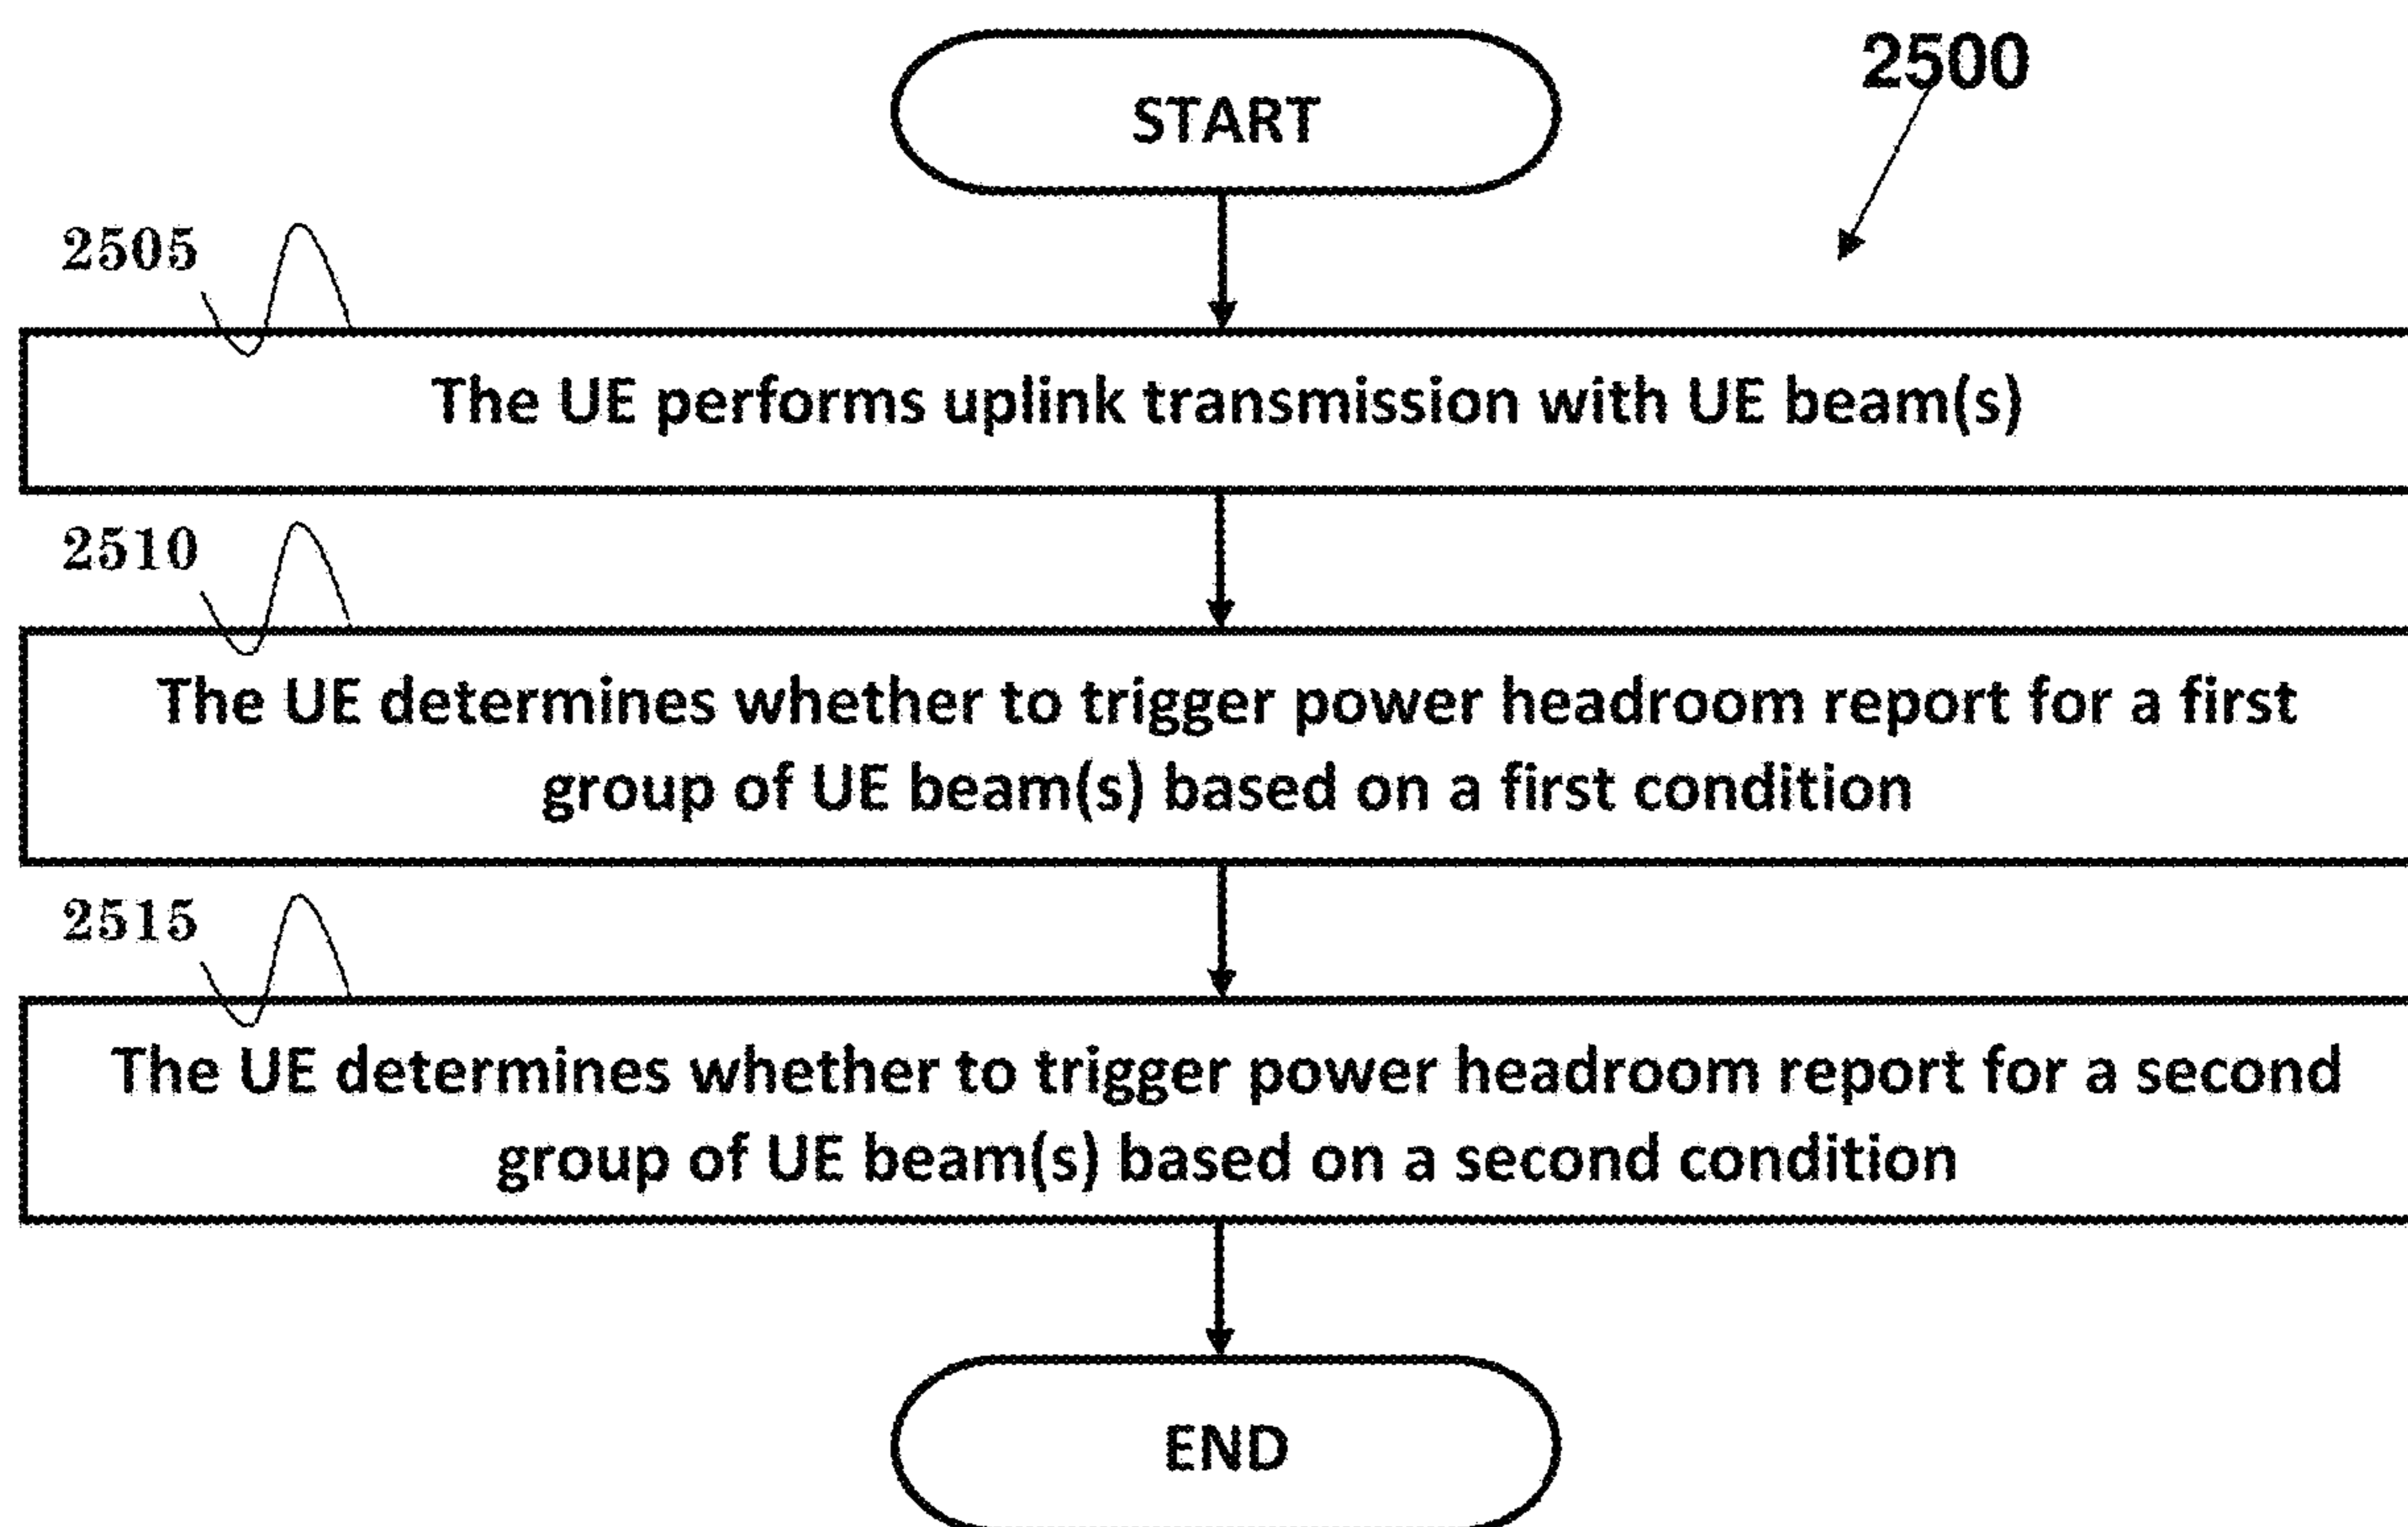 START
2500
2505
The UE performs uplink transmission with UE beam(s)
2510
The UE determines whether to trigger power headroom report for a first
group of UE beam(s) based on a first condition
2515
The UE determines whether to trigger power headroom report for a second
group of UE beam(s) based on a second condition
END